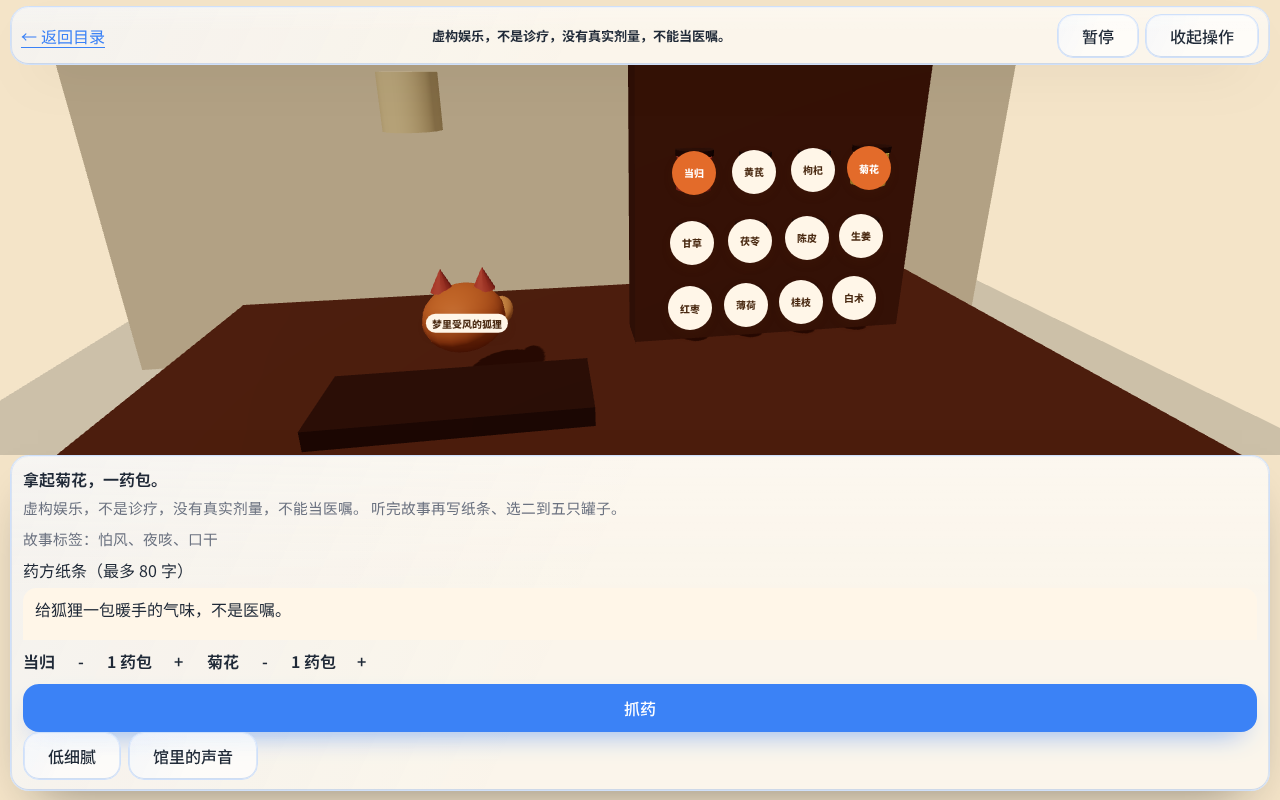 ← 返回目录
虚构娱乐，不是诊疗，没有真实剂量，不能当医嘱。
暂停
收起操作
当归
黄芪
枸杞
菊花
甘草
茯苓
陈皮
生姜
红枣
薄荷
桂枝
白术
梦里受风的狐狸
拿起菊花，一药包。
虚构娱乐，不是诊疗，没有真实剂量，不能当医嘱。 听完故事再写纸条、选二到五只罐子。
故事标签：怕风、夜咳、口干
药方纸条（最多 80 字）
给狐狸一包暖手的气味，不是医嘱。
当归 - 1 药包 + 菊花 - 1 药包 +
抓药
低细腻
馆里的声音